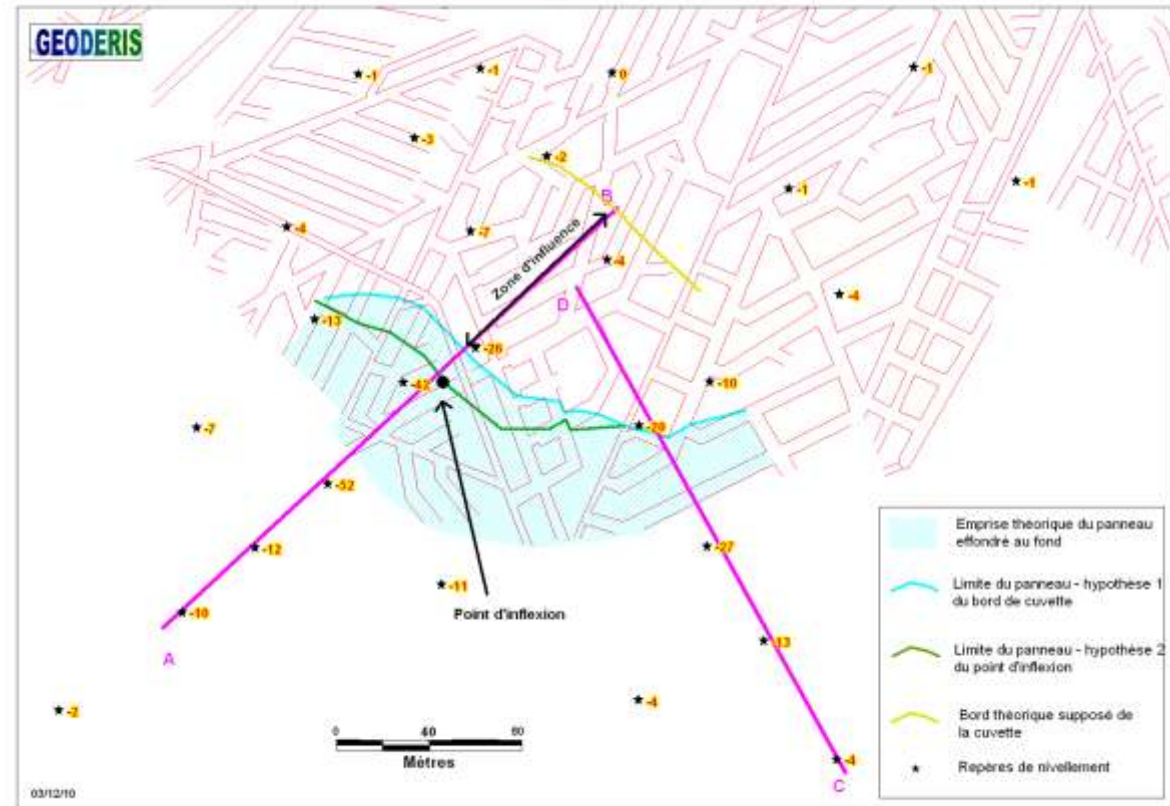 GEODERIS
-1
-1
0
-1
-3
-2
-1
-1
B
-4
-7
Zone d'influence
-4
-4
D
-13
-26
-42
-10
-7
-20
-52
-12
-27
-11
-10
Point d'inflexion
-13
A
-2
-4
-4
C
0 40 80
Mètres
03/12/10
Emprise théorique du panneau
effondré au fond
Limite du panneau - hypothèse 1
du bord de cuvette
Limite du panneau - hypothèse 2
du point d'inflexion
Bord théorique supposé de
la cuvette
Repères de nivellement